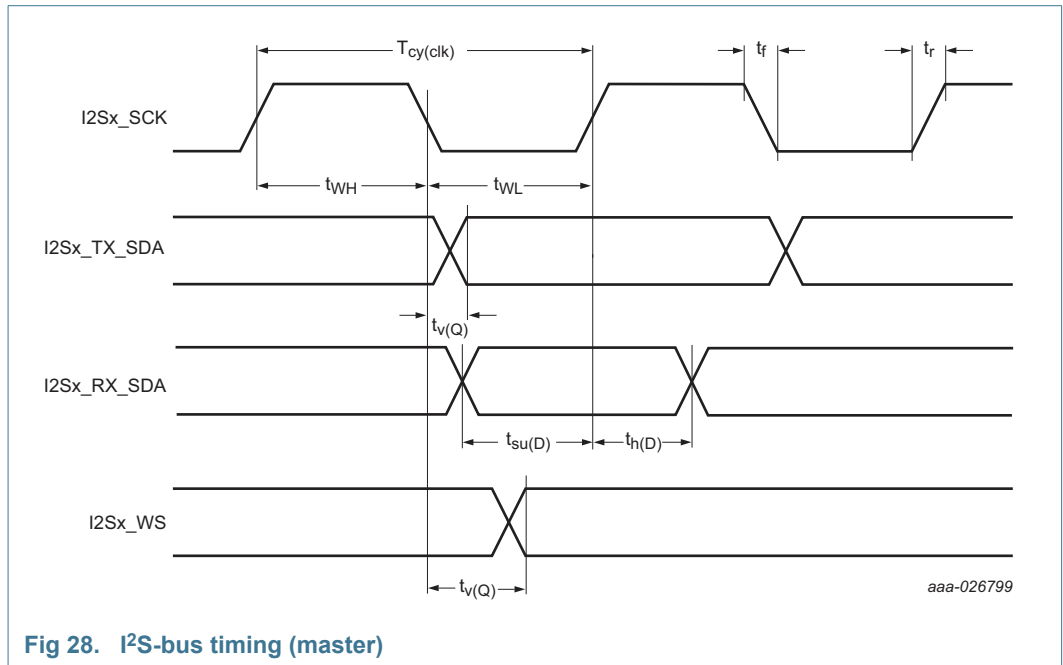 Tcy(clk)
tf
tr
I2Sx_SCK
tWH
tWL
I2Sx_TX_SDA
tv(Q)
I2Sx_RX_SDA
tsu(D)
th(D)
I2Sx_WS
tv(Q)
aaa-026799
Fig 28. I²S-bus timing (master)